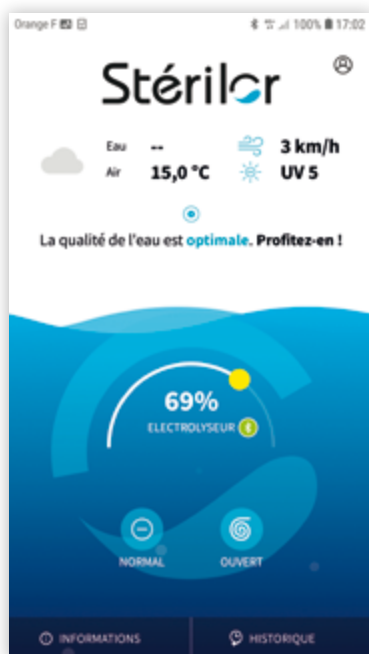 Orange F 100% 17:02
Stérilor
Eau -- 3 km/h
Air 15,0 °C UV 5
La qualité de l'eau est optimale. Profitez-en !
69%
ELECTROLYSEUR
NORMAL OUVERT
INFORMATIONS HISTORIQUE